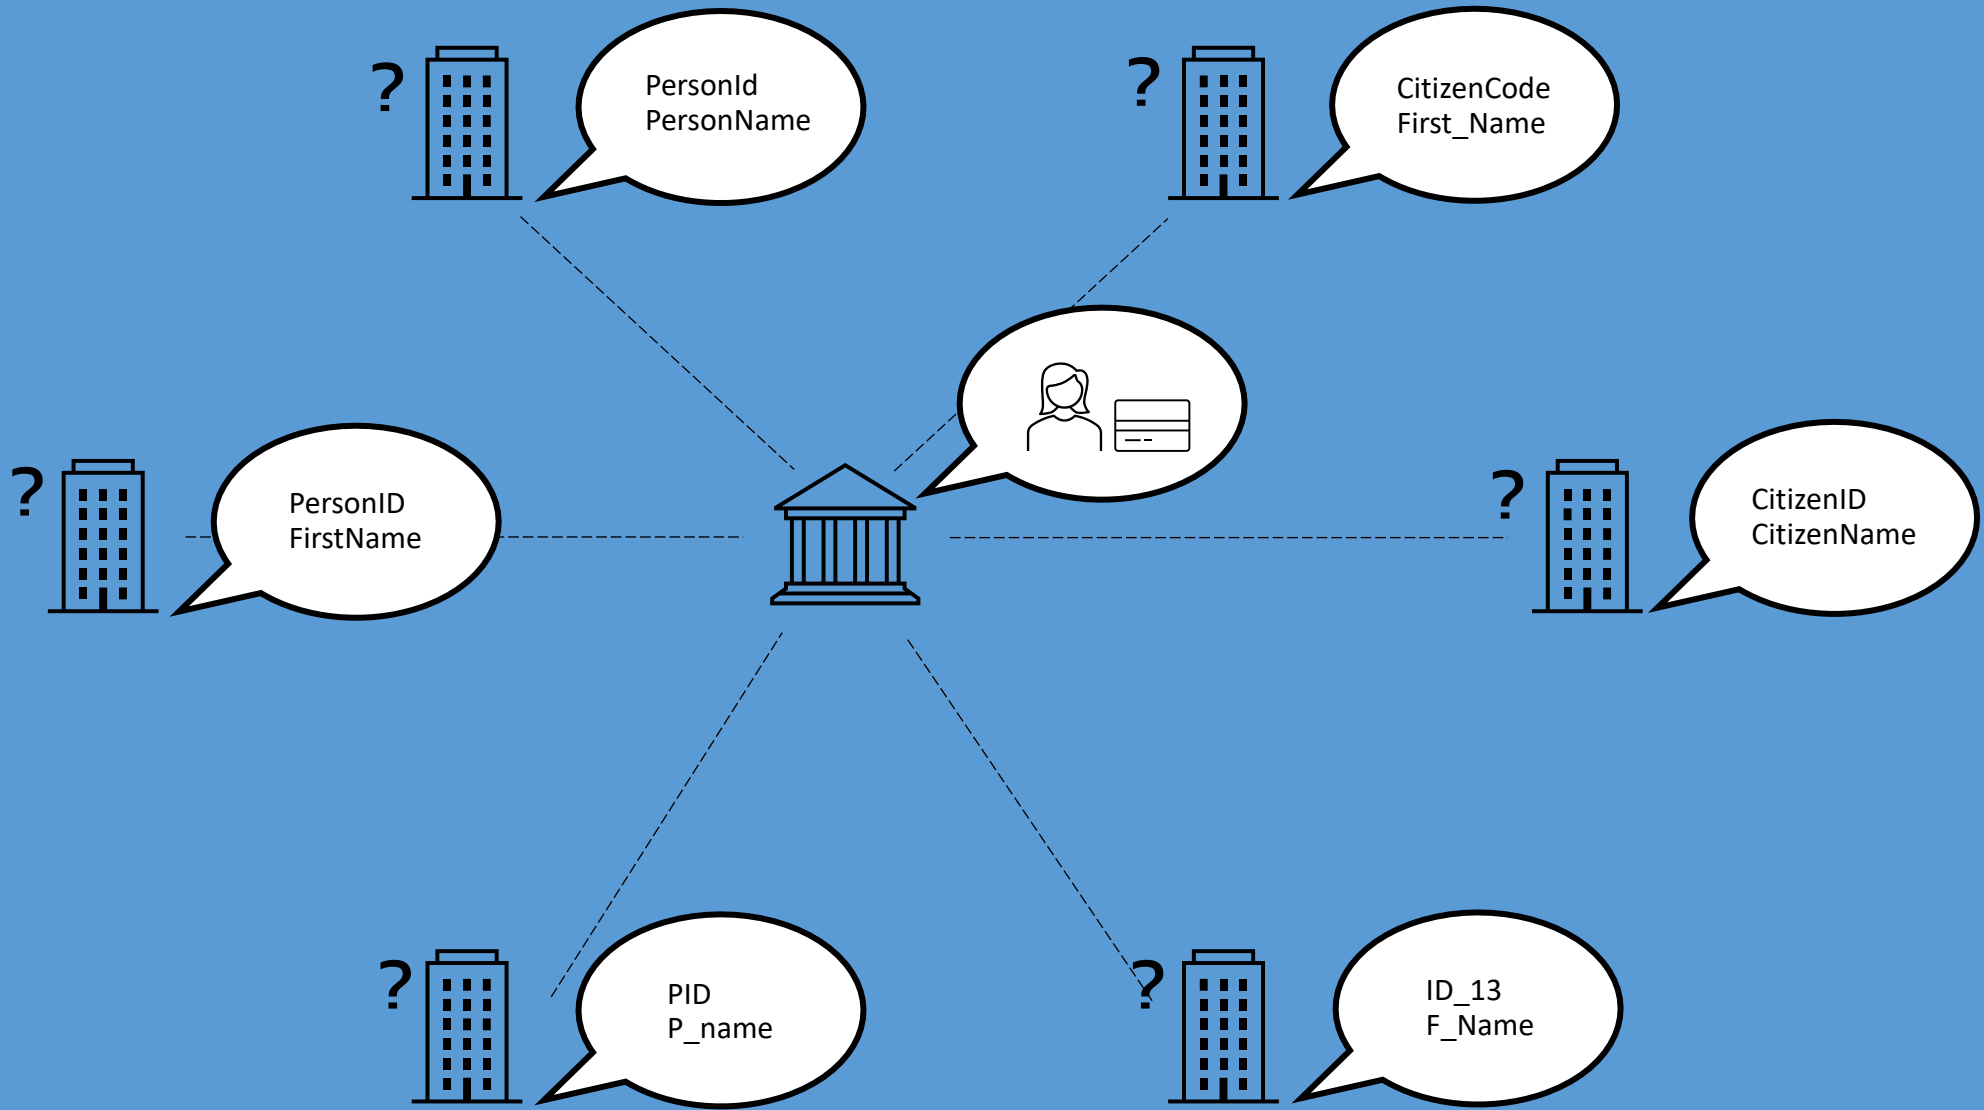 ?
PersonId
PersonName
?
CitizenCode
First_Name
?
PersonID
FirstName
?
CitizenID
CitizenName
?
PID
P_name
?
ID_13
F_Name